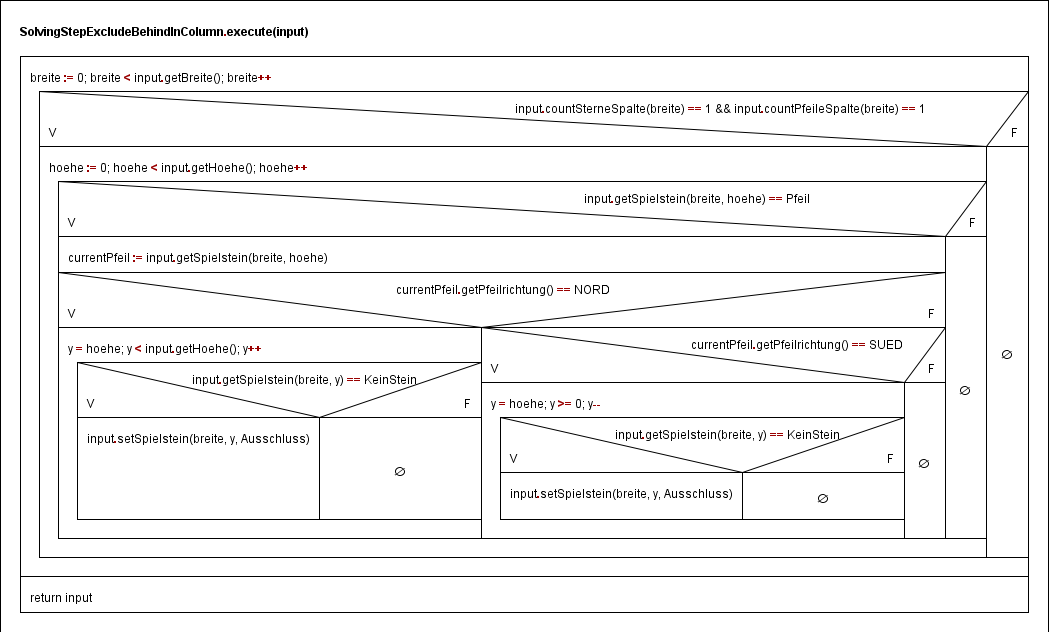 SolvingStepExcludeBehindInColumn.execute(input)
breite := 0; breite < input.getBreite(); breite++
input.countSterneSpalte(breite) == 1 && input.countPfeileSpalte(breite) == 1
V
F
hoehe := 0; hoehe < input.getHoehe(); hoehe++
input.getSpielstein(breite, hoehe) == Pfeil
V
F
currentPfeil := input.getSpielstein(breite, hoehe)
currentPfeil.getPfeilrichtung() == NORD
V
F
y = hoehe; y < input.getHoehe(); y++
input.getSpielstein(breite, y) == KeinStein
V
F
input.setSpielstein(breite, y, Ausschluss)
∅
currentPfeil.getPfeilrichtung() == SUED
V
F
y = hoehe; y >= 0; y--
input.getSpielstein(breite, y) == KeinStein
V
F
input.setSpielstein(breite, y, Ausschluss)
∅
∅
∅
∅
return input